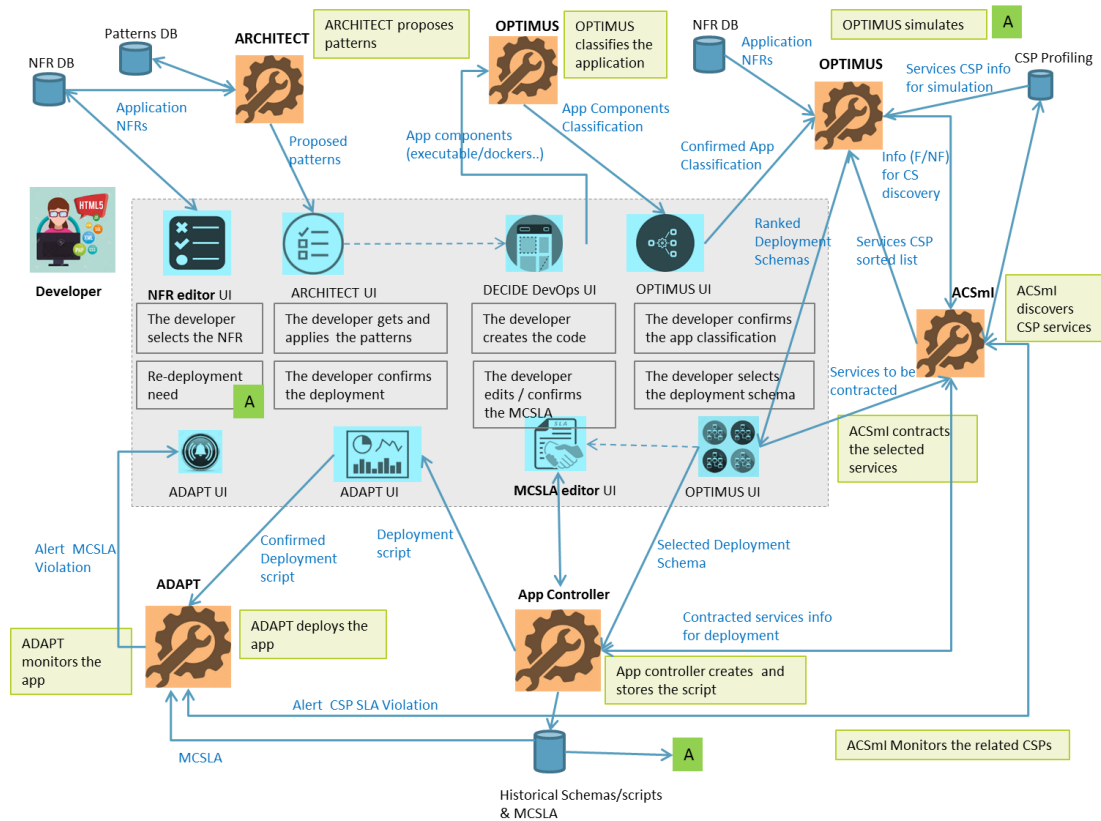 Patterns DB
ARCHITECT
ARCHITECT proposes
patterns
OPTIMUS
OPTIMUS
classifies the
application
NFR DB
OPTIMUS simulates
A
NFR DB
Application
NFRs
OPTIMUS
Services CSP info
for simulation
CSP Profiling
Application
NFRs
Proposed
patterns
App components
(executable/dockers..)
App Components
Classification
Confirmed App
Classification
Info (F/NF)
for CS
discovery
HTML5
PHP
CSS
Developer
NFR editor UI
ARCHITECT UI
DECIDE DevOps UI
OPTIMUS UI
Ranked
Deployment
Schemas
Services CSP
sorted list
ACSmI
ACSmI
discovers
CSP services
The developer
selects the NFR
The developer gets and
applies the patterns
The developer
creates the code
The developer confirms
the app classification
Re-deployment
need
A
The developer confirms
the deployment
The developer
edits / confirms
the MCSLA
The developer selects
the deployment schema
Services to be
contracted
SLA
ACSmI contracts
the selected
services
ADAPT UI
ADAPT UI
MCSLA editor UI
OPTIMUS UI
Alert MCSLA
Violation
Confirmed
Deployment
script
Deployment
script
Selected Deployment
Schema
ADAPT
App Controller
ADAPT
monitors the
app
ADAPT deploys the
app
Contracted services info
for deployment
App controller creates and
stores the script
Alert CSP SLA Violation
MCSLA
A
ACSmI Monitors the related CSPs
Historical Schemas/scripts
& MCSLA